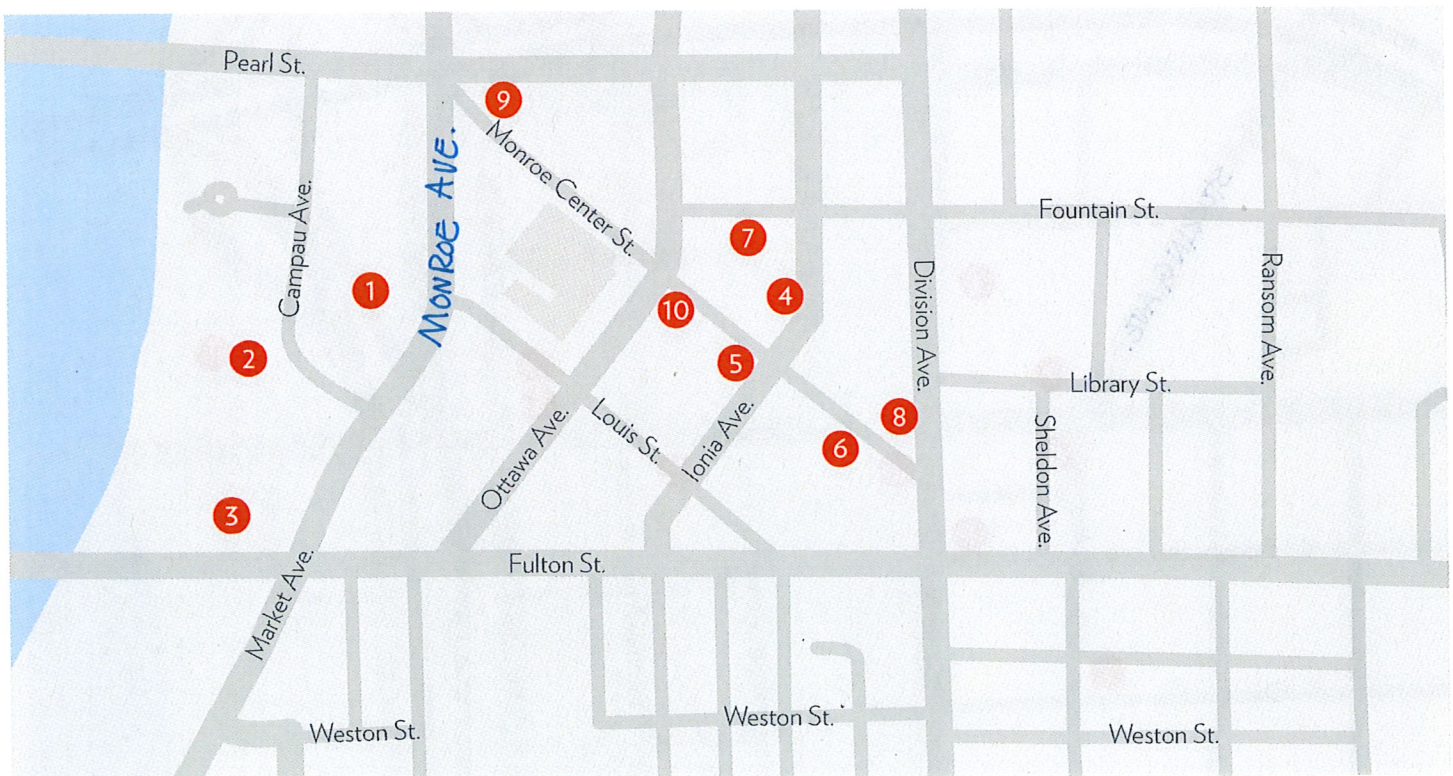 Pearl St.
9
Monroe Center St.
MONROE AVE.
Campau Ave.
Fountain St.
7
1
4
10
Division Ave.
Ransom Ave.
2
5
Library St.
8
Louis St.
Ionia Ave.
6
Ottawa Ave.
Sheldon Ave.
3
Fulton St.
Market Ave.
Weston St.
Weston St.
Weston St.